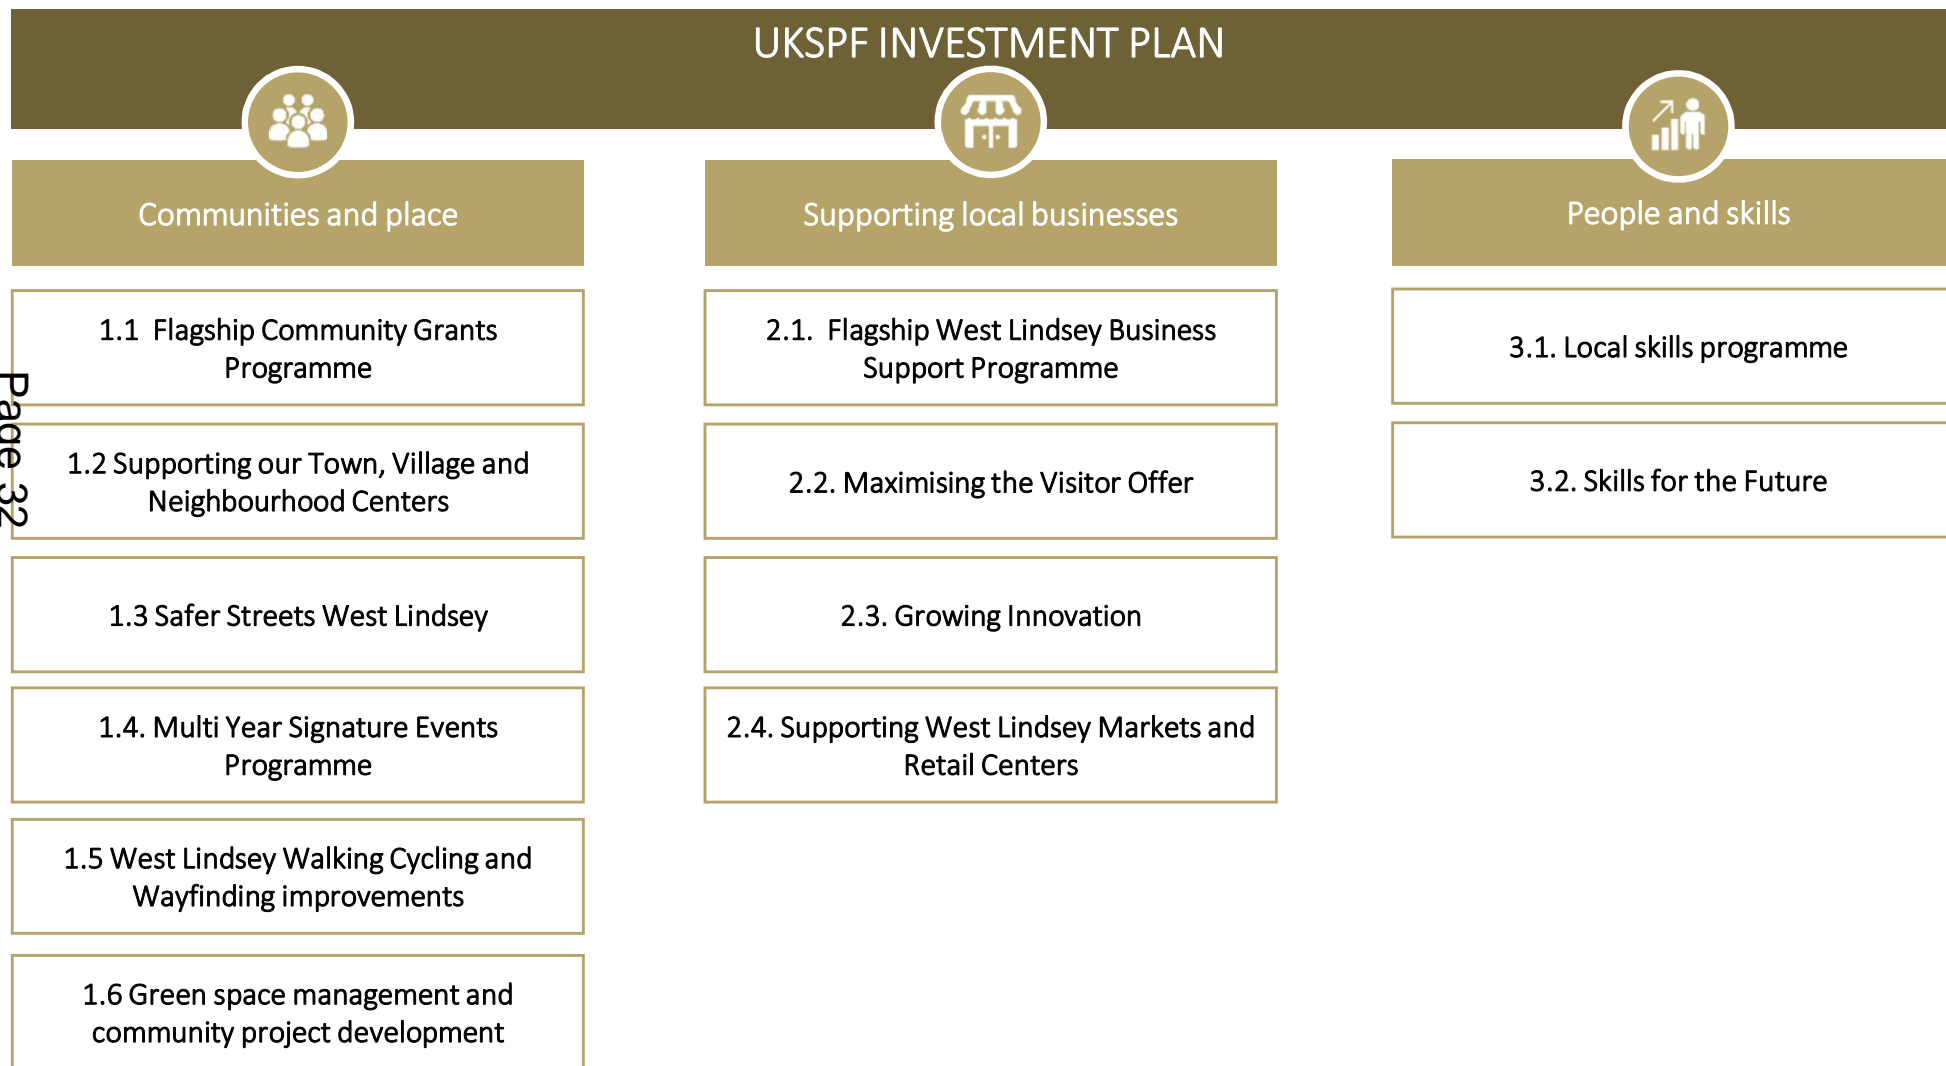 UKSPF INVESTMENT PLAN
Communities and place
1.1 Flagship Community Grants
Programme
1.2 Supporting our Town, Village and
Neighbourhood Centers
1.3 Safer Streets West Lindsey
1.4. Multi Year Signature Events
Programme
1.5 West Lindsey Walking Cycling and
Wayfinding improvements
1.6 Green space management and
community project development
Supporting local businesses
2.1. Flagship West Lindsey Business
Support Programme
2.2. Maximising the Visitor Offer
2.3. Growing Innovation
2.4. Supporting West Lindsey Markets and
Retail Centers
People and skills
3.1. Local skills programme
3.2. Skills for the Future
Page 32